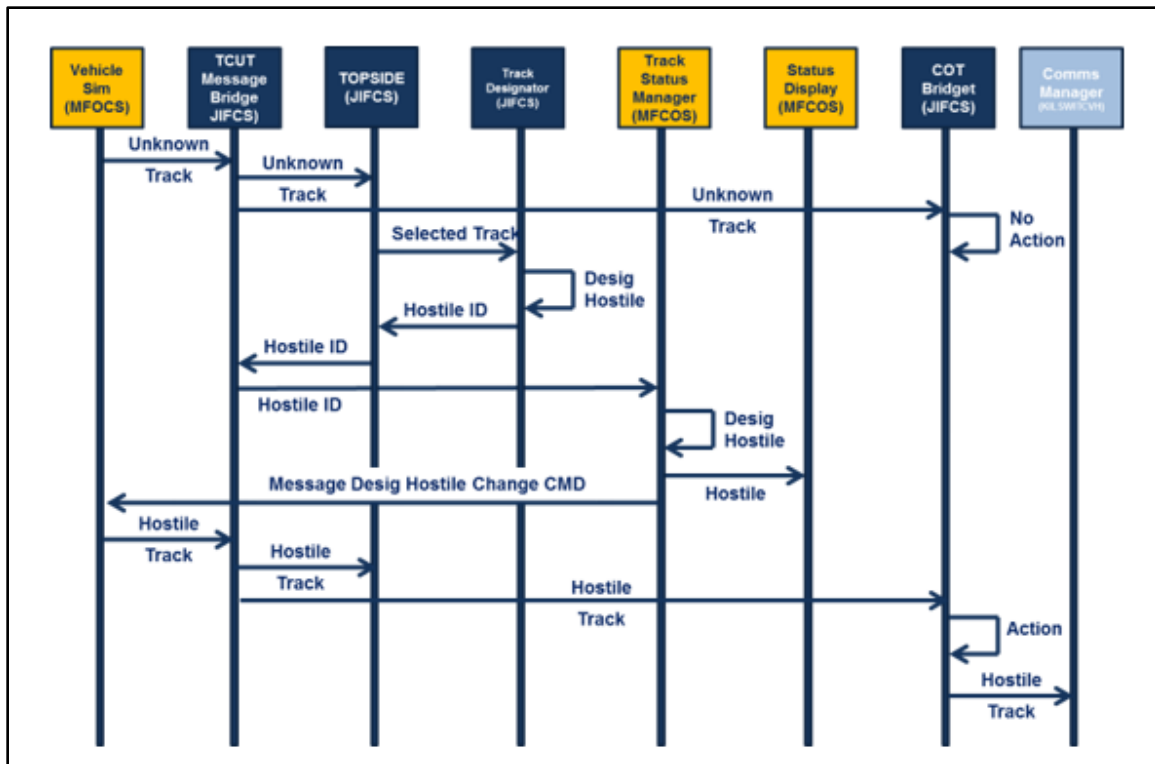 Vehicle
Sim
(MFOCS)
TCUT
Message
Bridge
JIFCS)
TOPSIDE
(JIFCS)
Track
Designator
(JIFCS)
Track
Status
Manager
(MFCOS)
Status
Display
(MFCOS)
COT
Bridget
(JIFCS)
Comms
Manager
(KILSWITCVH)
Unknown
Track
Unknown
Track
Unknown
Track
No
Action
Selected Track
Desig
Hostile
Hostile ID
Hostile ID
Hostile ID
Desig
Hostile
Hostile
Message Desig Hostile Change CMD
Hostile
Track
Hostile
Track
Hostile
Track
Action
Hostile
Track